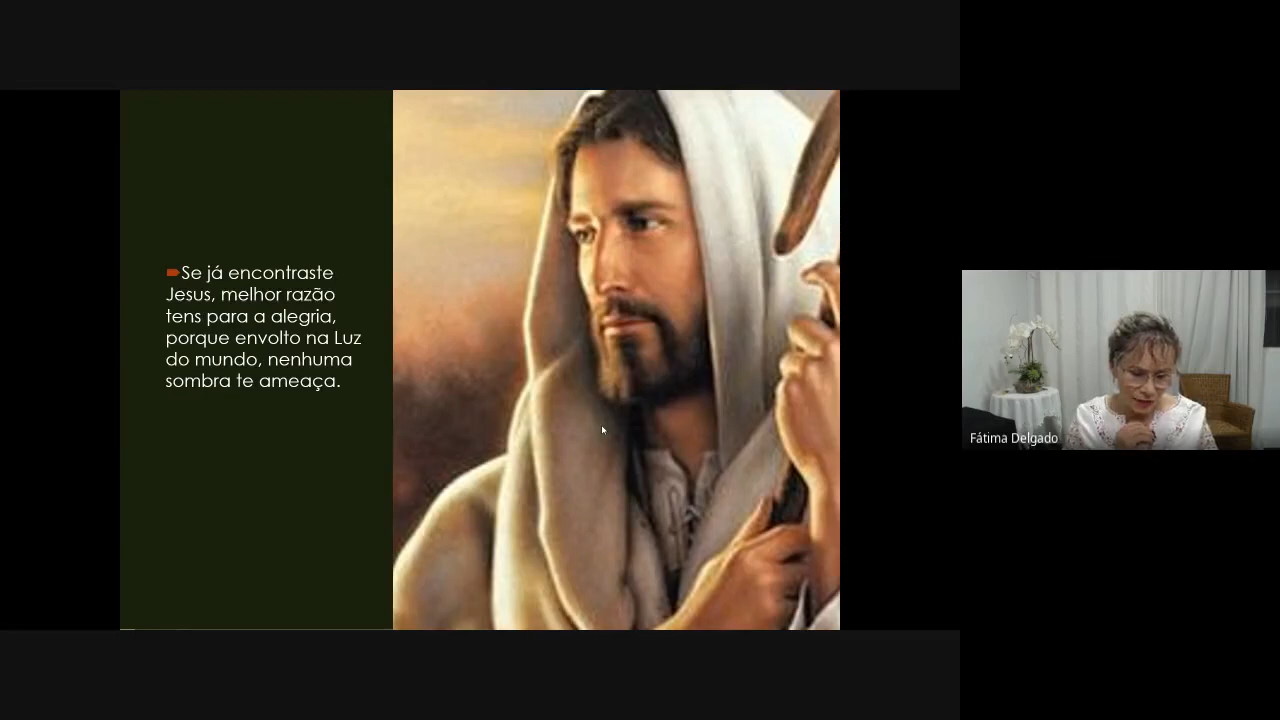 Se já encontraste
Jesus, melhor razão
tens para a alegria,
porque envolto na Luz
do mundo, nenhuma
sombra te ameaça.
Fátima Delgado